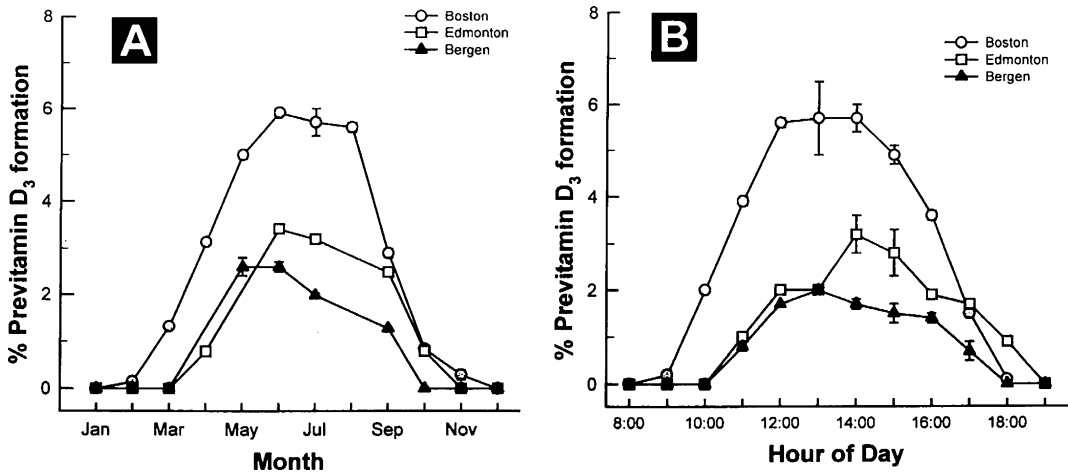 A
Boston
Edmonton
Bergen
8
6
4
2
0
% Previtamin D3 formation
Jan Mar May Jul Sep Nov
Month
B
Boston
Edmonton
Bergen
8
6
4
2
0
% Previtamin D3 formation
8:00 10:00 12:00 14:00 16:00 18:00
Hour of Day